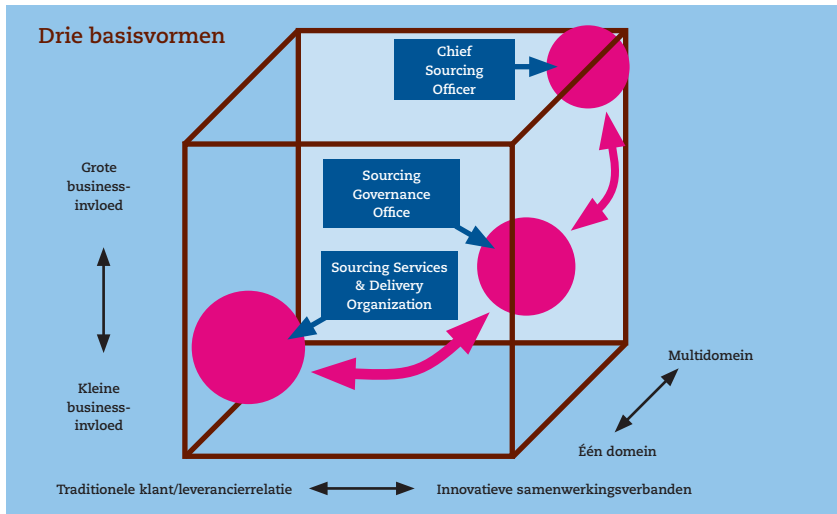 Drie basisvormen
Chief
Sourcing
Officer
Grote
business-
invloed
Sourcing
Governance
Office
Sourcing Services
& Delivery
Organization
Kleine
business-
invloed
Multidomein
Één domein
Traditionele klant/leverancierrelatie
Innovatieve samenwerkingsverbanden